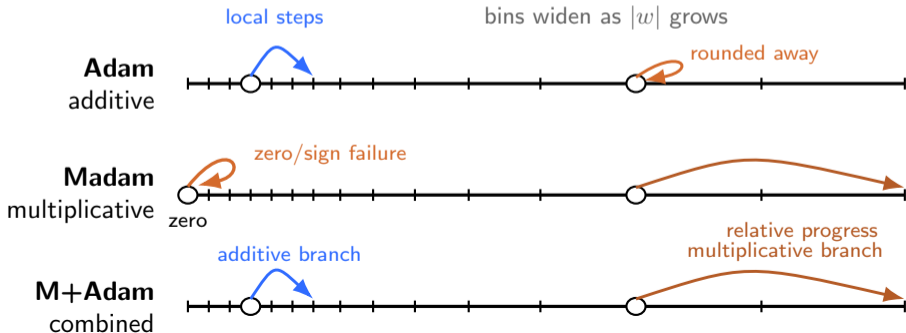 local steps
bins widen as |w| grows
Adam
additive
rounded away
zero/sign failure
Madam
multiplicative
zero
relative progress
multiplicative branch
additive branch
M+Adam
combined